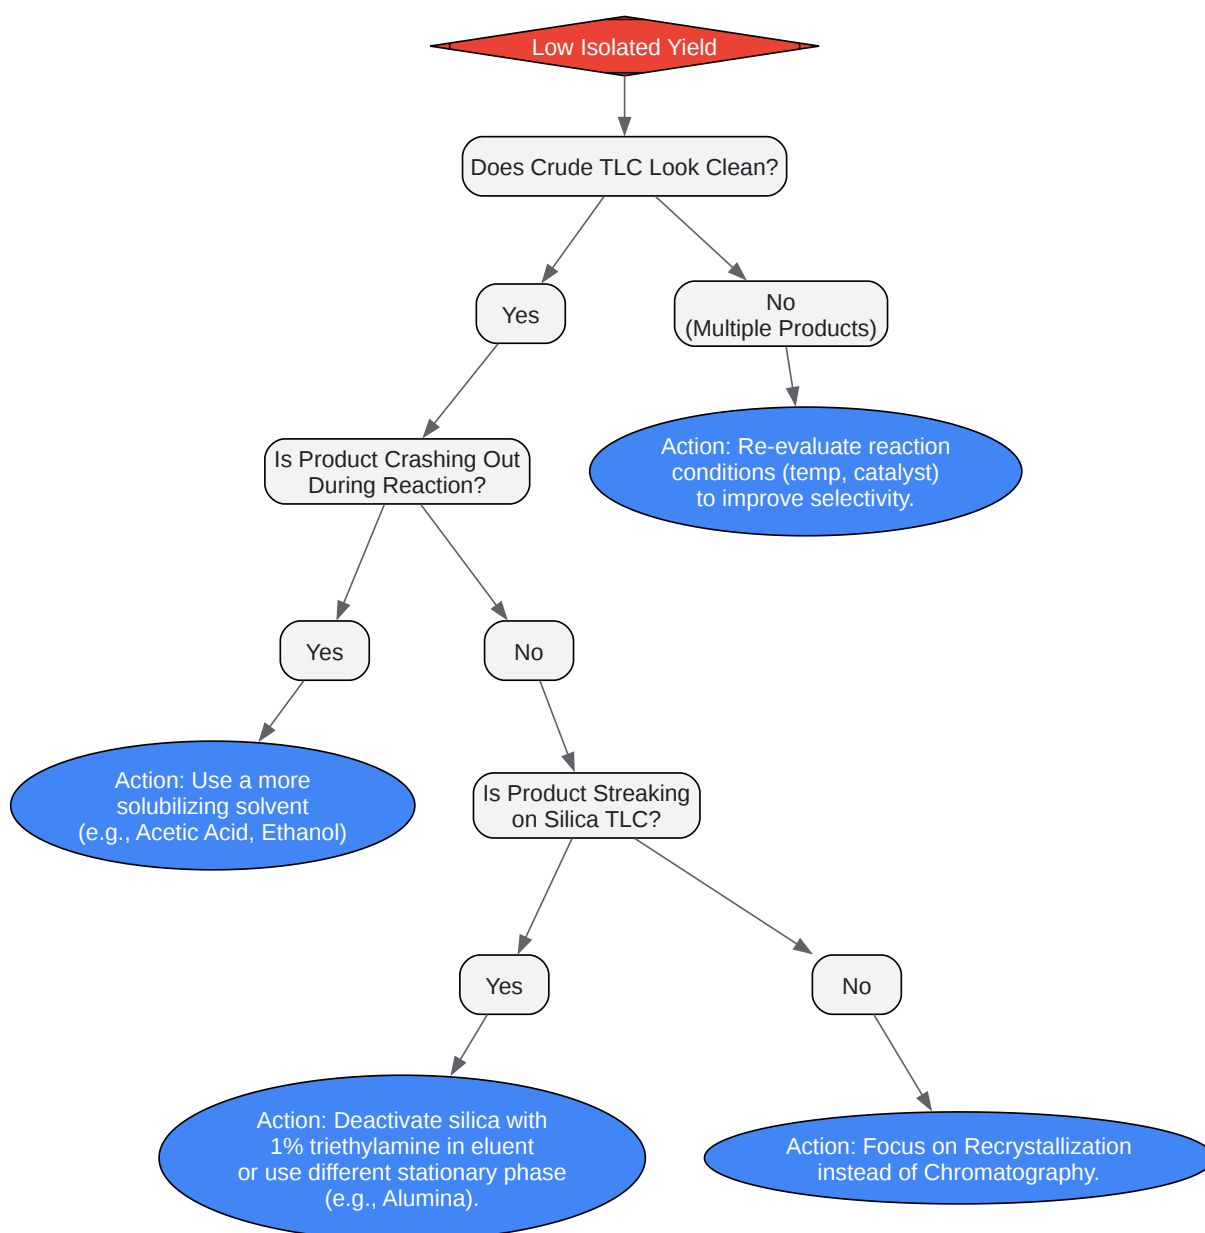 Low Isolated Yield
Does Crude TLC Look Clean?
Yes
No
(Multiple Products)
Is Product Crashing Out
During Reaction?
Action: Re-evaluate reaction
conditions (temp, catalyst)
to improve selectivity.
Yes
No
Action: Use a more
solubilizing solvent
(e.g., Acetic Acid, Ethanol)
Is Product Streaking
on Silica TLC?
Yes
No
Action: Deactivate silica with
1% triethylamine in eluent
or use different stationary phase
(e.g., Alumina).
Action: Focus on Recrystallization
instead of Chromatography.